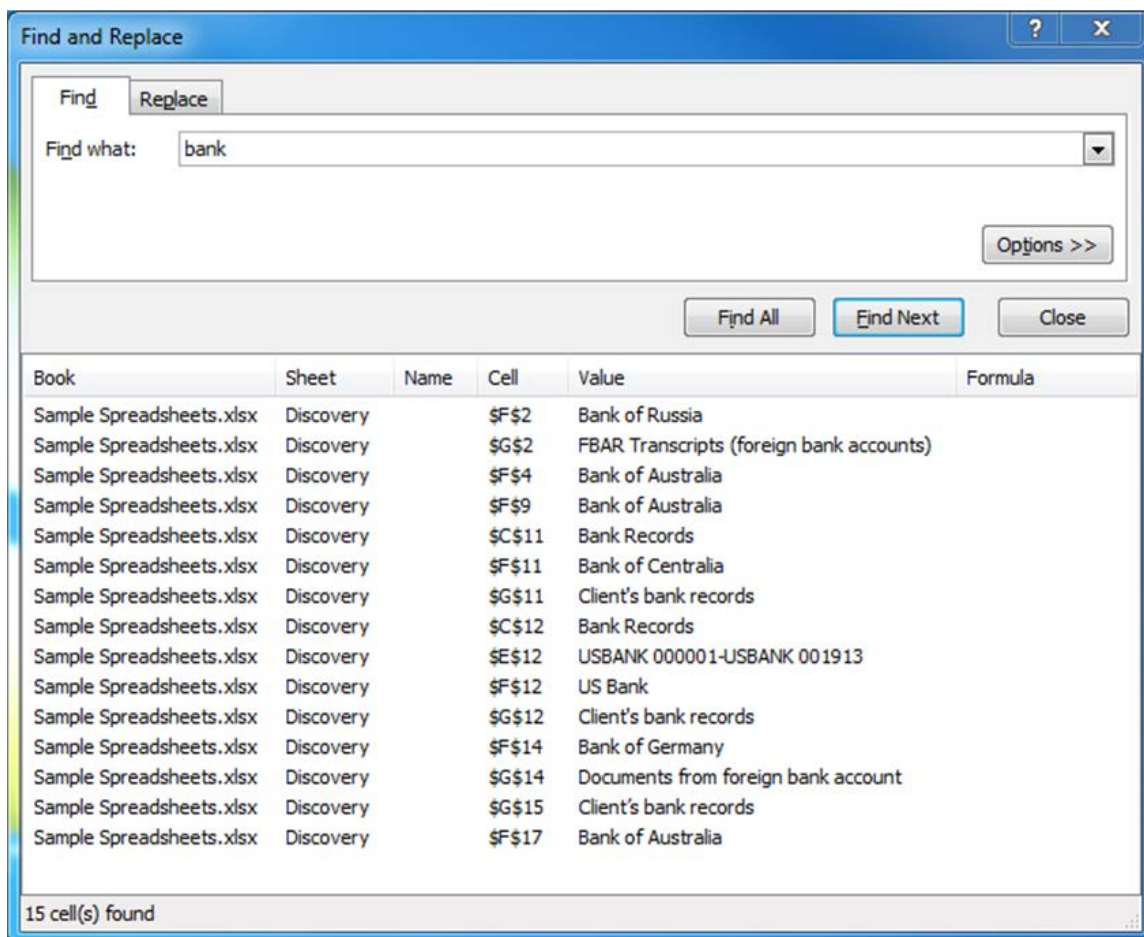 Find and Replace
Find Replace
Find what: bank
Options >>
Find All Find Next Close
Book Sheet Name Cell Value Formula
Sample Spreadsheets.xlsx Discovery $F$2 Bank of Russia
Sample Spreadsheets.xlsx Discovery $G$2 FBAR Transcripts (foreign bank accounts)
Sample Spreadsheets.xlsx Discovery $F$4 Bank of Australia
Sample Spreadsheets.xlsx Discovery $F$9 Bank of Australia
Sample Spreadsheets.xlsx Discovery $C$11 Bank Records
Sample Spreadsheets.xlsx Discovery $F$11 Bank of Centralia
Sample Spreadsheets.xlsx Discovery $G$11 Client's bank records
Sample Spreadsheets.xlsx Discovery $C$12 Bank Records
Sample Spreadsheets.xlsx Discovery $E$12 USBANK 000001-USBANK 001913
Sample Spreadsheets.xlsx Discovery $F$12 US Bank
Sample Spreadsheets.xlsx Discovery $G$12 Client's bank records
Sample Spreadsheets.xlsx Discovery $F$14 Bank of Germany
Sample Spreadsheets.xlsx Discovery $G$14 Documents from foreign bank account
Sample Spreadsheets.xlsx Discovery $G$15 Client’s bank records
Sample Spreadsheets.xlsx Discovery $F$17 Bank of Australia
15 cell(s) found